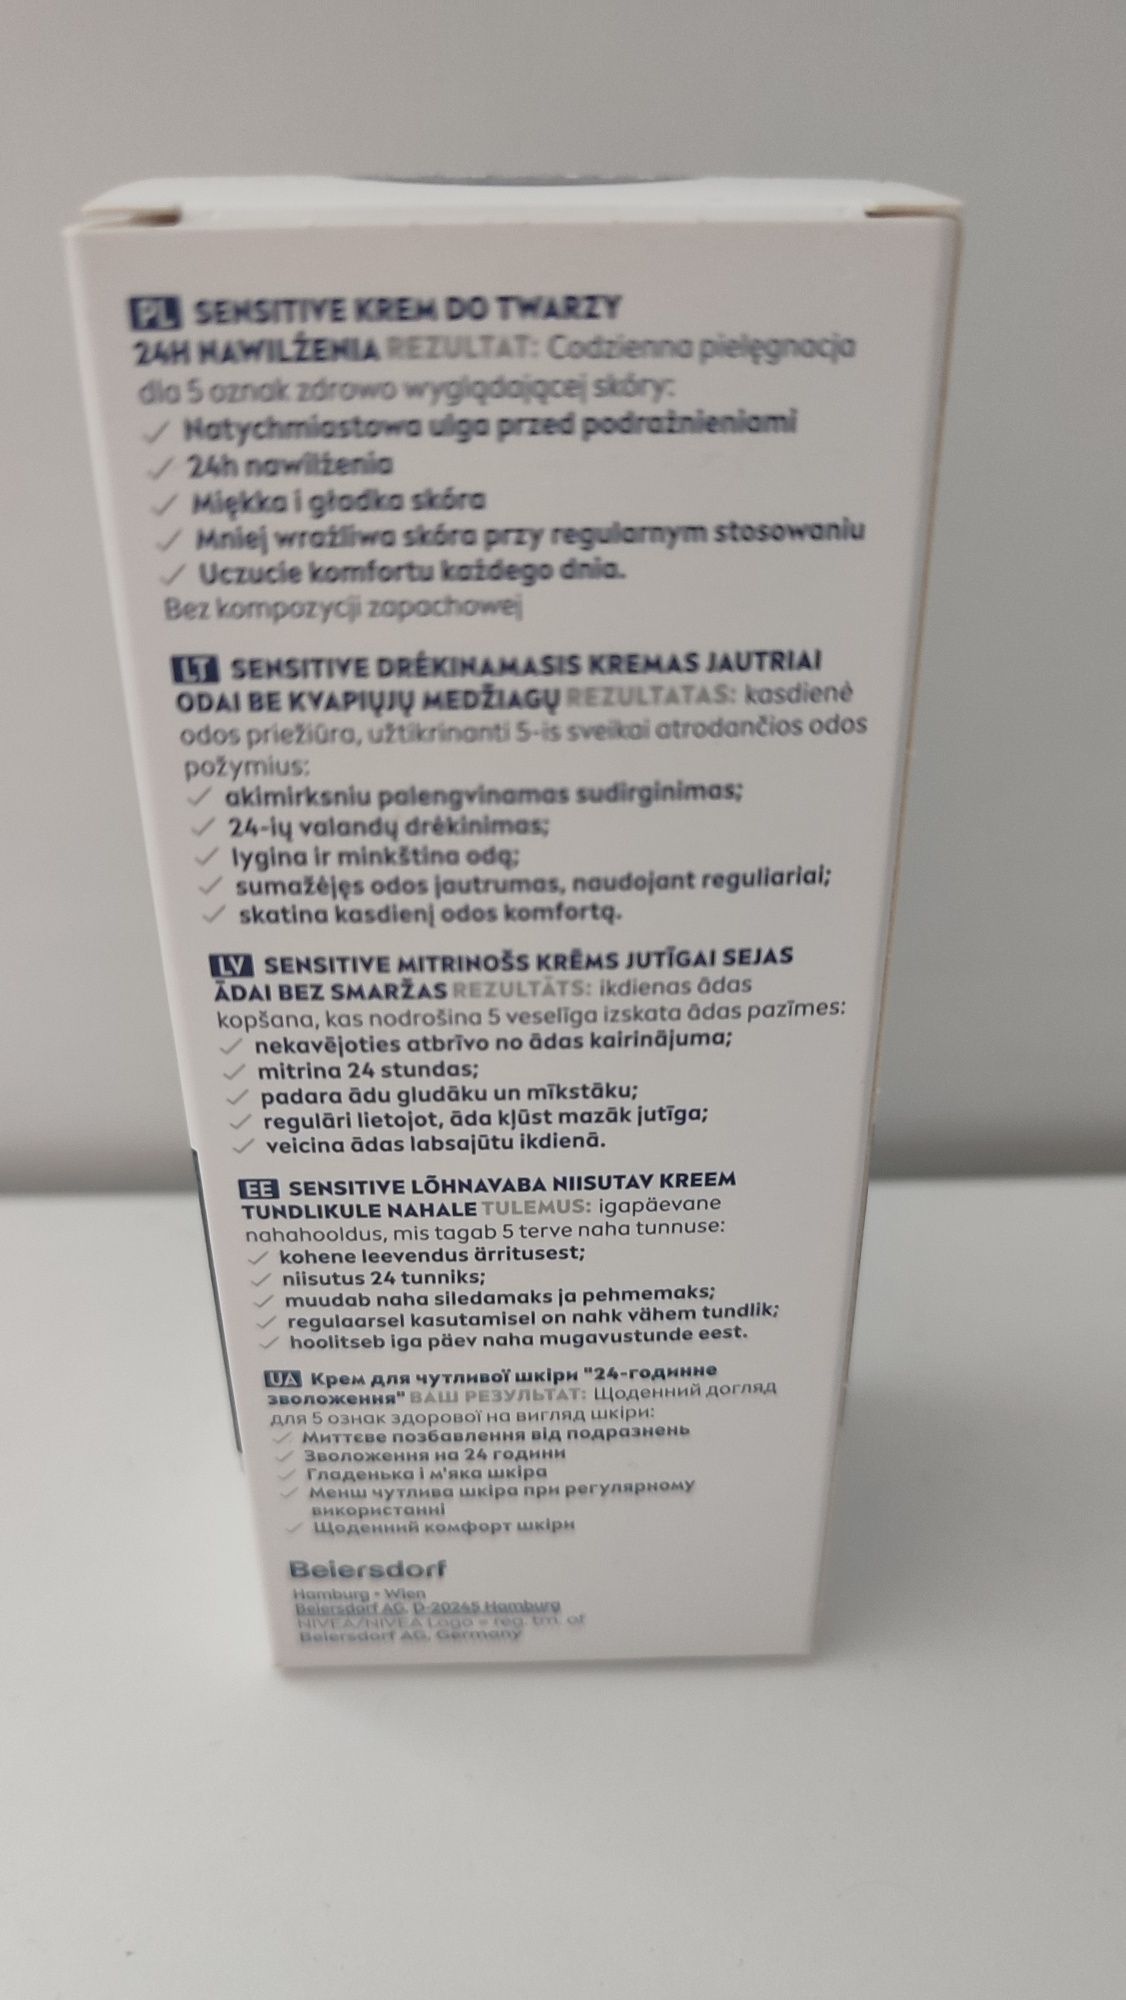 PL SENSITIVE KREM DO TWARZY
24H NAWILŻENIA REZULTAT: Codzienna pielęgnacja
dla 5 oznak zdrowo wyglądającej skóry:
✓ Natychmiastowa ulga przed podrażnieniami
✓ 24h nawilżenia
✓ Miękka i gładka skóra
✓ Mniej wrażliwa skóra przy regularnym stosowaniu
✓ Uczucie komfortu każdego dnia.
Bez kompozycji zapachowej
LT SENSITIVE DRĖKINAMASIS KREMAS JAUTRIAI
ODAI BE KVAPIŲJŲ MEDŽIAGŲ REZULTATAS: kasdienė
odos priežiūra, užtikrinanti 5-is sveikai atrodančios odos
požymius:
✓ akimirksniu palengvinamas sudirginimas;
✓ 24-ių valandų drėkinimas;
✓ lygina ir minkština odą;
✓ sumažėjęs odos jautrumas, naudojant reguliariai;
✓ skatina kasdienį odos komfortą.
LV SENSITIVE MITRINOŠS KRĒMS JUTĪGAI SEJAS
ĀDAI BEZ SMARŽAS REZULTĀTS: ikdienas ādas
kopšana, kas nodrošina 5 veselīga izskata ādas pazīmes:
✓ nekavējoties atbrīvo no ādas kairinājuma;
✓ mitrina 24 stundas;
✓ padara ādu gludāku un mīkstāku;
✓ regulāri lietojot, āda kļūst mazāk jutīga;
✓ veicina ādas labsajūtu ikdienā.
EE SENSITIVE LÕHNAVABA NIISUTAV KREEM
TUNDLIKULE NAHALE TULEMUS: igapäevane
nahahooldus, mis tagab 5 terve naha tunnuse:
✓ kohene leevendus ärritusest;
✓ niisutus 24 tunniks;
✓ muudab naha siledamaks ja pehmemaks;
✓ regulaarsel kasutamisel on nahk vähem tundlik;
✓ hoolitseb iga päev naha mugavustunde eest.
UA Крем для чутливої шкіри "24-годинне
зволоження" ВАШ РЕЗУЛЬТАТ: Щоденний догляд
для 5 ознак здорової на вигляд шкіри:
✓ Миттєве позбавлення від подразнень
✓ Зволоження на 24 години
✓ Гладенька і м'яка шкіра
✓ Менш чутлива шкіра при регулярному
використанні
✓ Щоденний комфорт шкіри
Beiersdorf
Hamburg • Wien
Beiersdorf AG, D-20245 Hamburg
NIVEA/NIVEA Logo = reg. tm. of
Beiersdorf AG, Germany